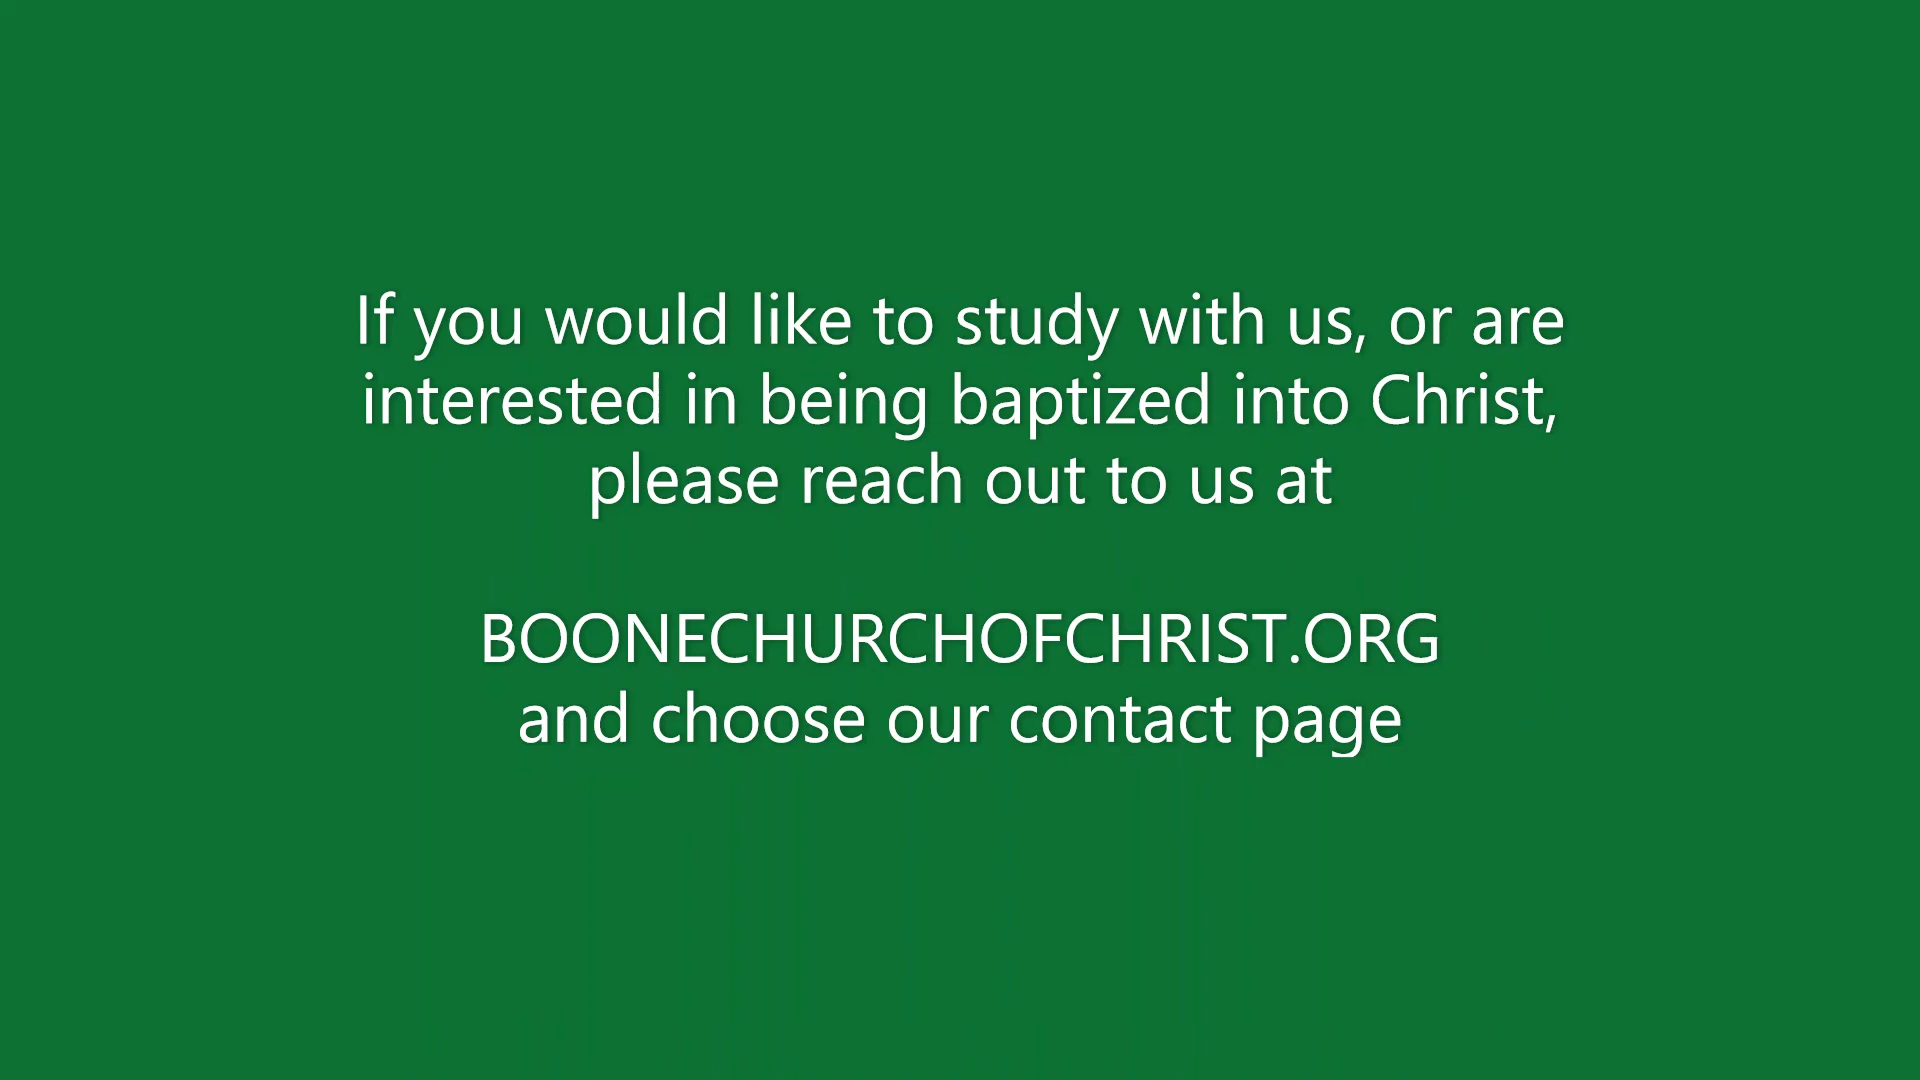 If you would like to study with us, or are
interested in being baptized into Christ,
please reach out to us at
BOONECHURCHOFCHRIST.ORG
and choose our contact page